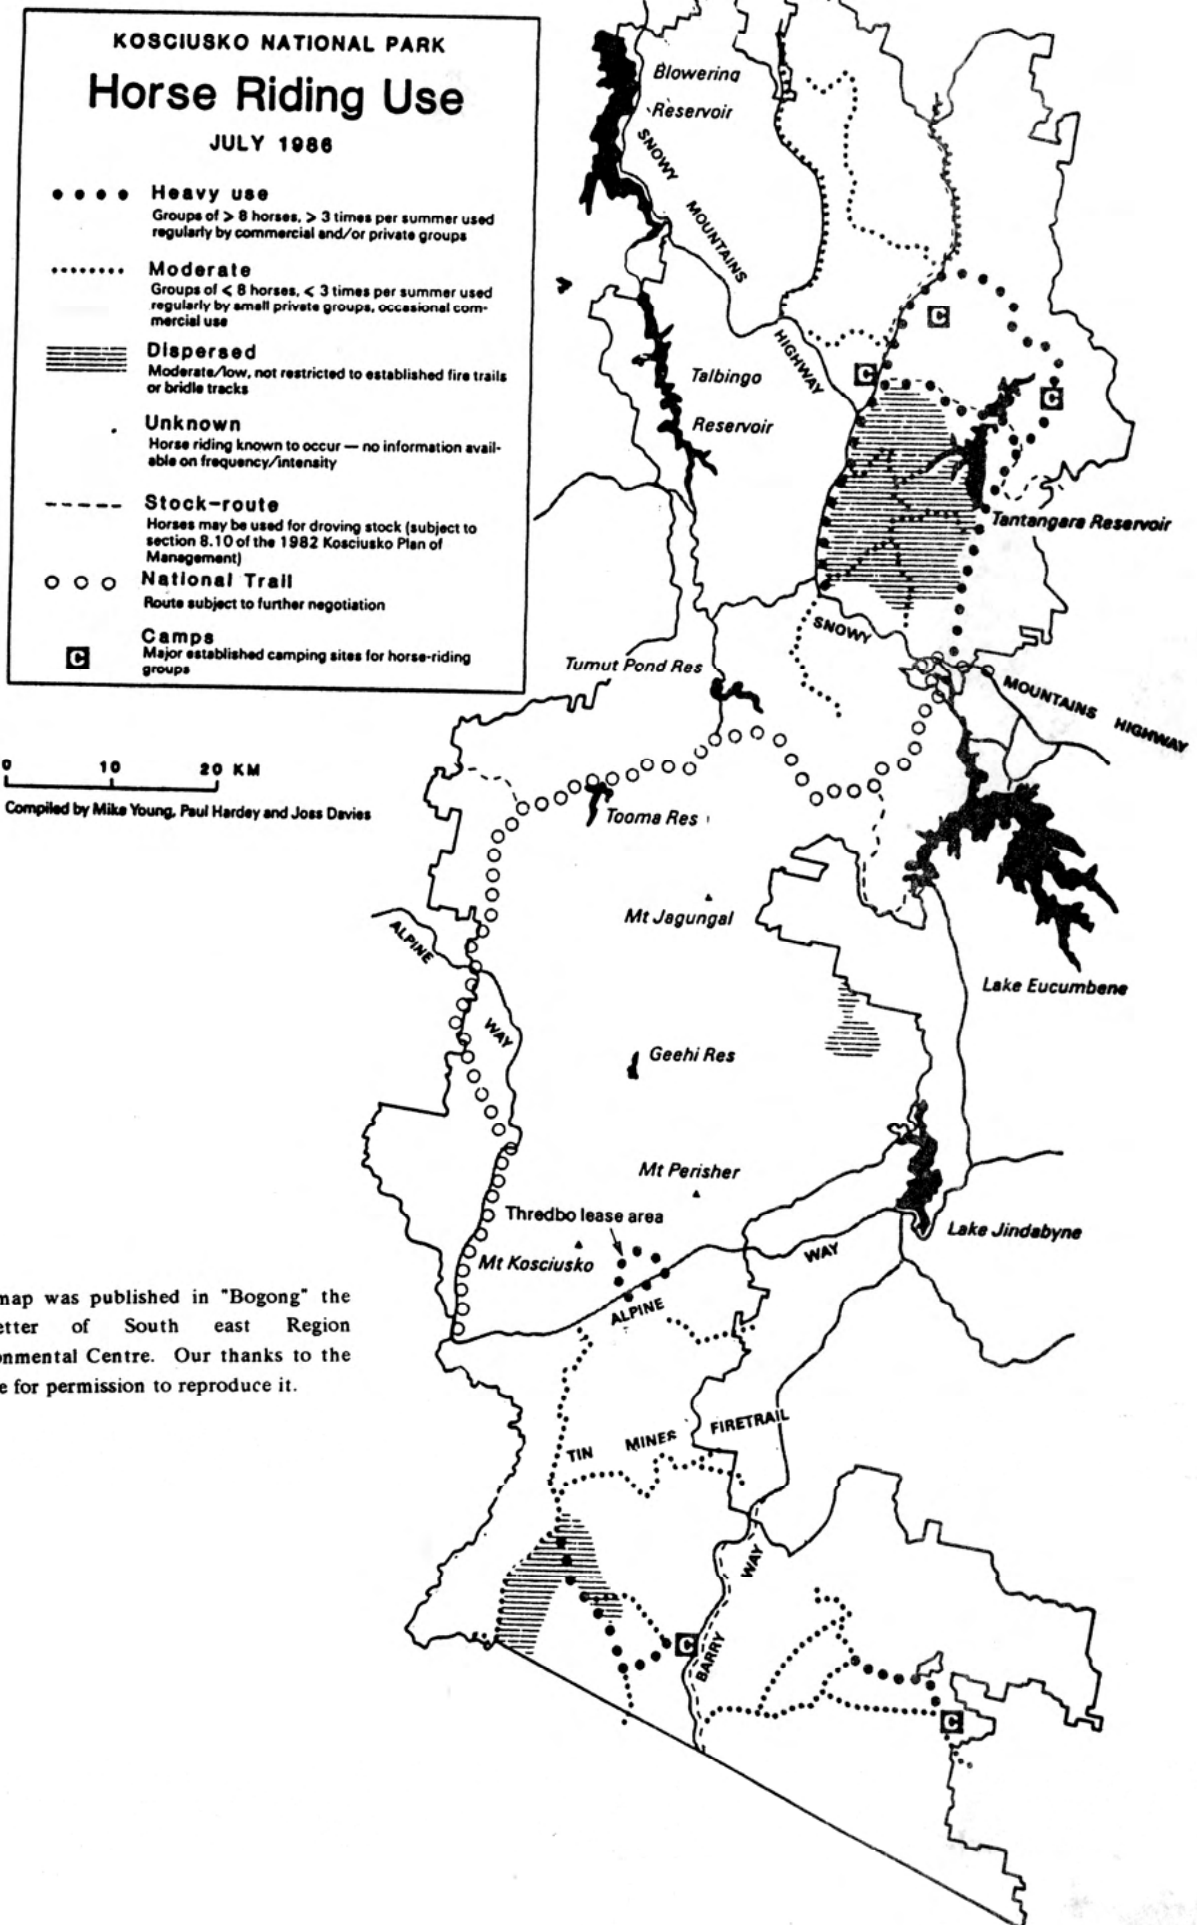 KOSCIUSKO NATIONAL PARK
Horse Riding Use
JULY 1986
Heavy use
Groups of > 8 horses, > 3 times per summer used
regularly by commercial and/or private groups
Moderate
Groups of < 8 horses, < 3 times per summer used
regularly by small private groups, occasional com-
mercial use
Dispersed
Moderate/low, not restricted to established fire trails
or bridle tracks
Unknown
Horse riding known to occur — no information avail-
able on frequency/intensity
Stock-route
Horses may be used for droving stock (subject to
section 8.10 of the 1982 Kosciusko Plan of
Management)
National Trail
Route subject to further negotiation
Camps
C
Major established camping sites for horse-riding
groups
0 10 20 KM
Compiled by Mike Young, Paul Hardey and Joss Davies
Blowering
Reservoir
SNOWY
MOUNTAINS
HIGHWAY
C
C
C
Talbingo
Reservoir
Tantangara Reservoir
SNOWY
MOUNTAINS HIGHWAY
Tumut Pond Res
Tooma Res
Mt Jagungal
ALPINE
WAY
Lake Eucumbene
Geehi Res
Mt Perisher
Thredbo lease area
Mt Kosciusko
ALPINE
WAY
Lake Jindabyne
map was published in "Bogong" the
etter of South east Region
onmental Centre. Our thanks to the
e for permission to reproduce it.
TIN MINES FIRETRAIL
WAY
BARRY
C
C